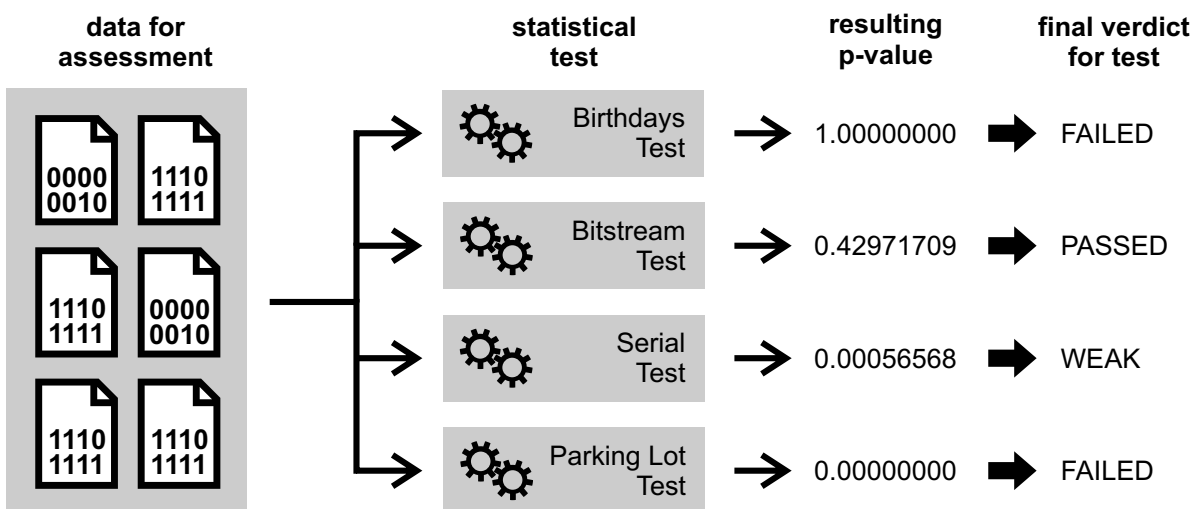 data for
assessment
statistical
test
resulting
p-value
final verdict
for test
0000
0010
1110
1111
1110
1111
0000
0010
1110
1111
1110
1111
Birthdays
Test
1.00000000
FAILED
Bitstream
Test
0.42971709
PASSED
Serial
Test
0.00056568
WEAK
Parking Lot
Test
0.00000000
FAILED